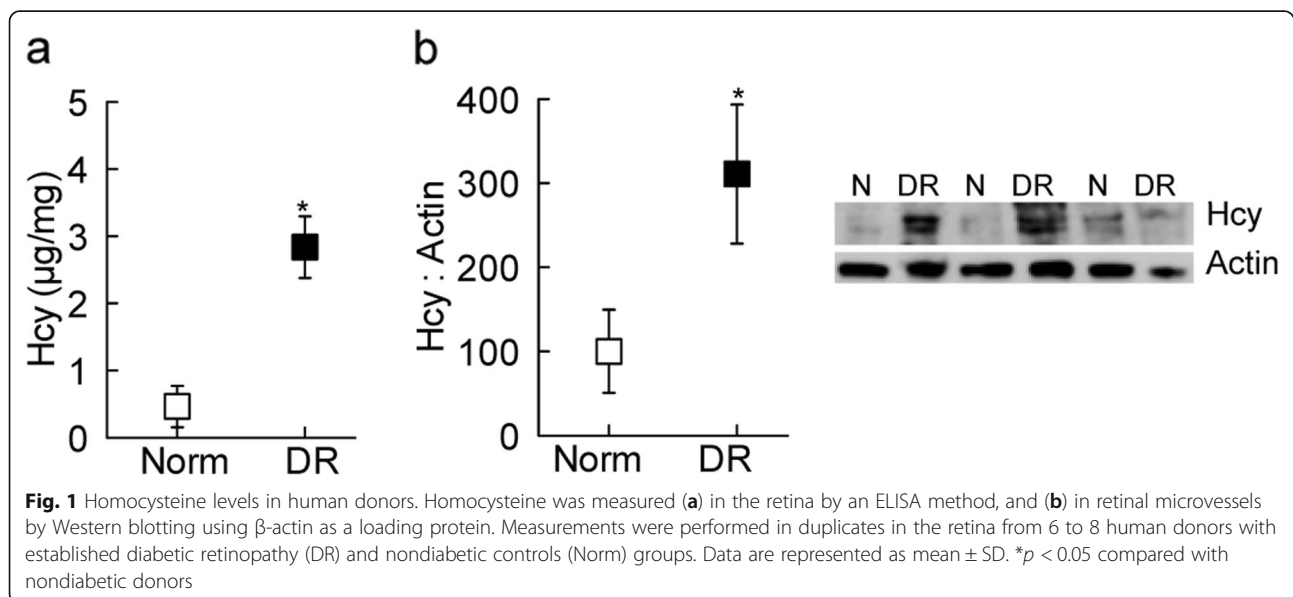 a
5
4
3
2
1
0
Hcy (µg/mg)
*
Norm DR
b
400
300
200
100
0
Hcy : Actin
*
Norm DR
N DR N DR N DR
Hcy
Actin
Fig. 1 Homocysteine levels in human donors. Homocysteine was measured (a) in the retina by an ELISA method, and (b) in retinal microvessels
by Western blotting using β-actin as a loading protein. Measurements were performed in duplicates in the retina from 6 to 8 human donors with
established diabetic retinopathy (DR) and nondiabetic controls (Norm) groups. Data are represented as mean ± SD. *p < 0.05 compared with
nondiabetic donors